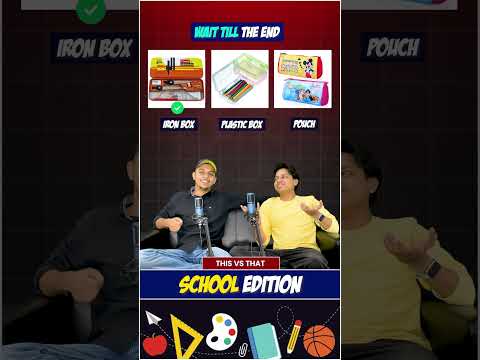 WAIT TILL THE END
IRON BOX
POUCH
IRON BOX
PLASTIC BOX
POUCH
THIS VS THAT
SCHOOL EDITION